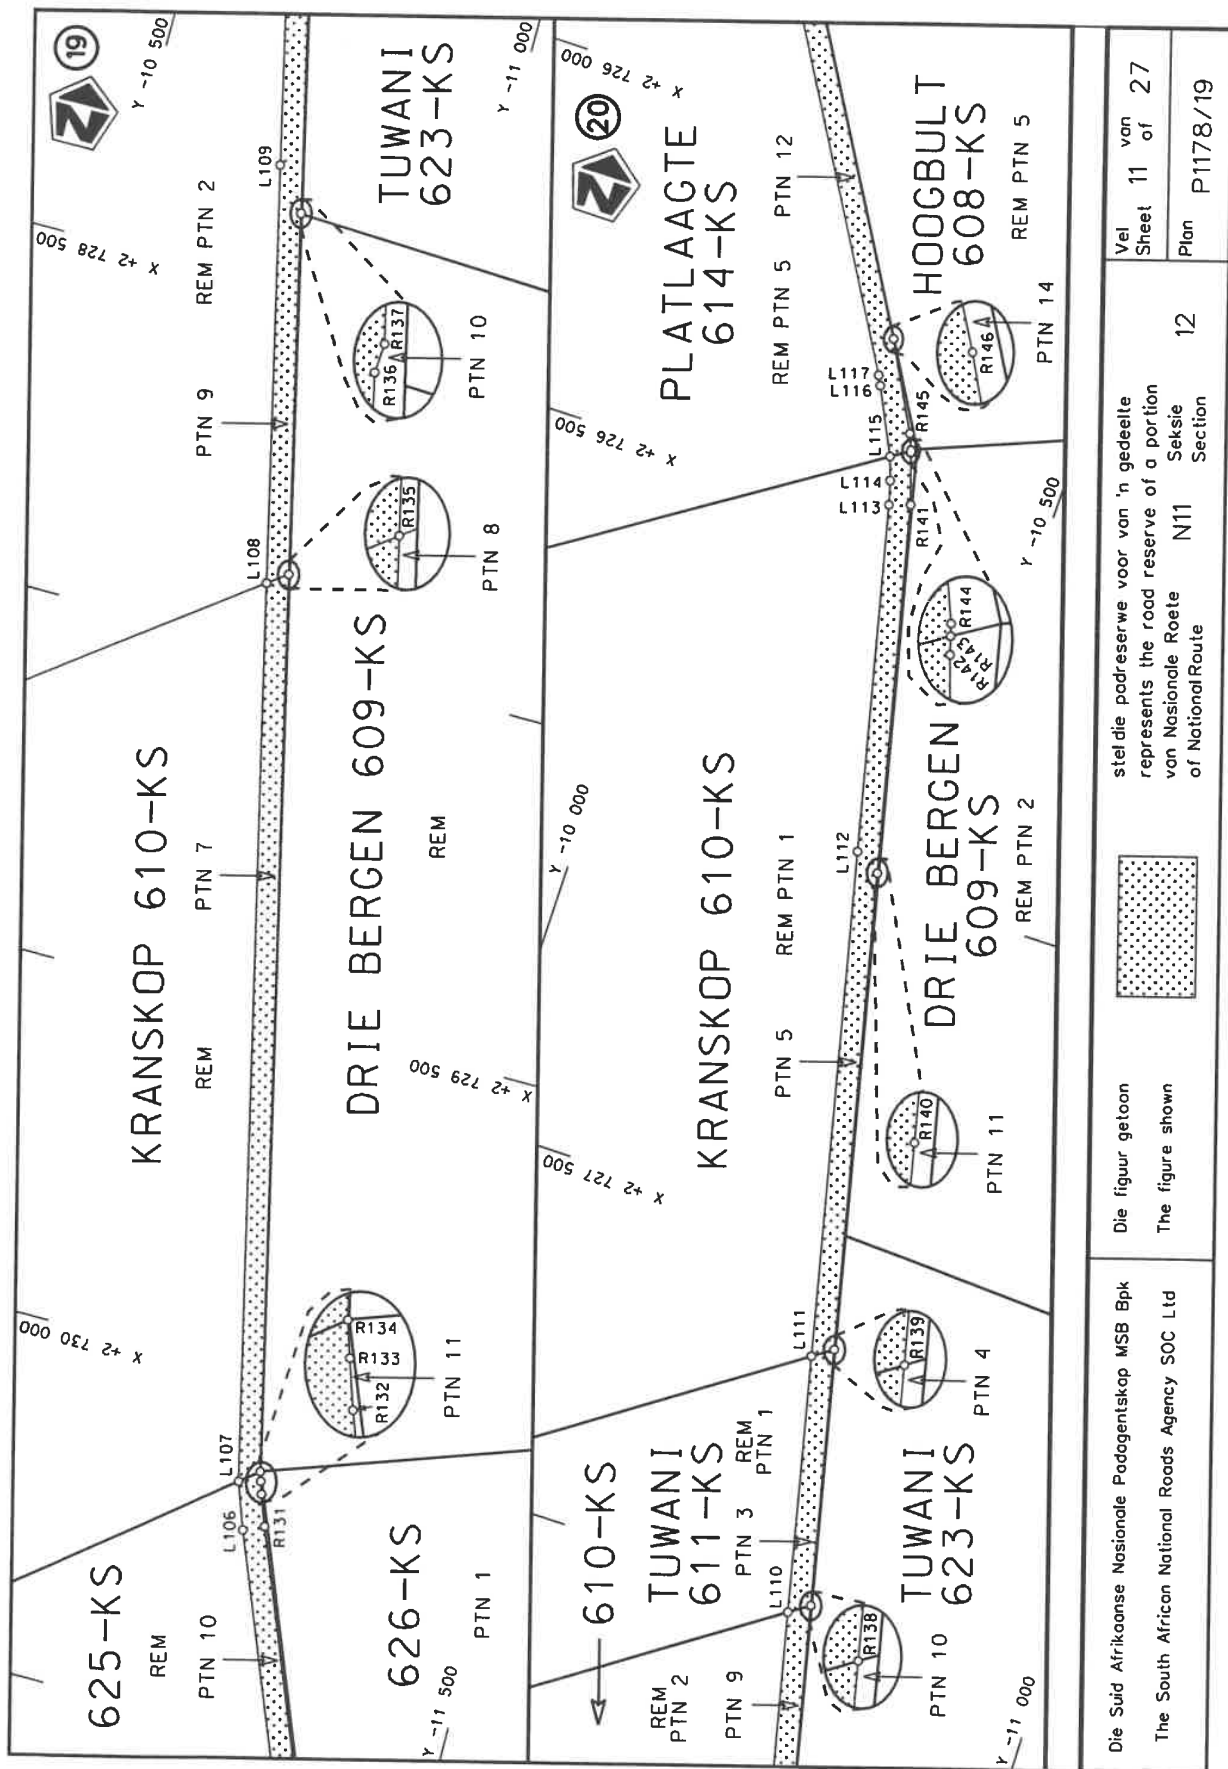 19
N
Y -10 500
X +2 728 500
X +2 729 500
X +2 730 000
Y -11 000
Y -11 500
625-KS
REM
PTN 10
626-KS
PTN 1
L106
L107
R131
R132
R133
R134
PTN 11
KRANSKOP 610-KS
REM
PTN 7
DRIE BERGEN 609-KS
REM
L108
R135
PTN 8
PTN 9
REM PTN 2
L109
R136
R137
PTN 10
TUWANI
623-KS
20
N
X +2 726 000
X +2 726 500
X +2 727 500
Y -10 000
Y -10 500
Y -11 000
610-KS
REM
PTN 2
PTN 9
TUWANI
611-KS
PTN 3
REM
PTN 1
L110
R138
PTN 10
TUWANI
623-KS
L111
R139
PTN 4
KRANSKOP 610-KS
PTN 5
REM PTN 1
L112
R140
PTN 11
DRIE BERGEN
609-KS
REM PTN 2
L113
L114
L115
R141
R142
R143
R144
R145
L116
L117
PLATLAAGTE
614-KS
REM PTN 5
PTN 12
HOOGBULT
608-KS
REM PTN 5
R146
PTN 14
Die Suid Afrikaanse Nasionale Padagentskap MSB Bpk
The South African National Roads Agency SOC Ltd
Die figuur getoon
The figure shown
stel die padreserwe voor van 'n gedeelte
represents the road reserve of a portion
van Nasionale Roete N11 Seksie 12
of National Route Section
Vel 11 van 27
Sheet of
Plan P1178/19